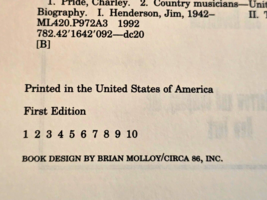 1. Pride, Charley. 2. Country musicians—Unit
Biography. I. Henderson, Jim, 1942–
II. T
ML420.P972A3 1992
782.42'1642'092—dc20
[B]
Printed in the United States of America
First Edition
1 2 3 4 5 6 7 8 9 10
BOOK DESIGN BY BRIAN MOLLOY/CIRCA 86, INC.